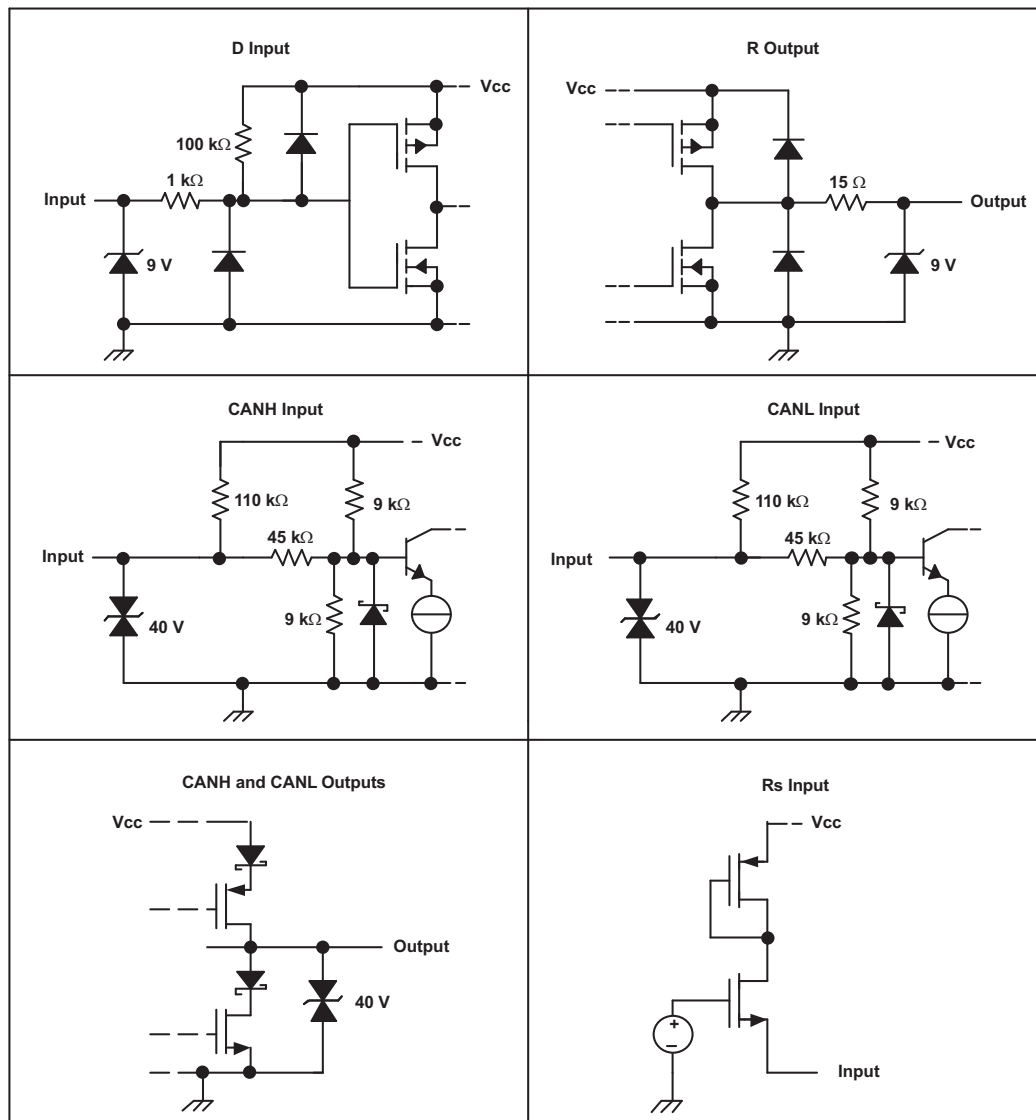 D Input
Vcc
100 kΩ
1 kΩ
Input
9 V
R Output
Vcc
15 Ω
Output
9 V
CANH Input
Vcc
110 kΩ
9 kΩ
45 kΩ
Input
9 kΩ
40 V
CANL Input
Vcc
110 kΩ
9 kΩ
45 kΩ
Input
9 kΩ
40 V
CANH and CANL Outputs
Vcc
Output
40 V
Rs Input
Vcc
+
−
Input